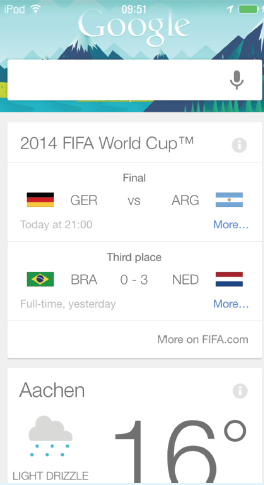 iPod 09:51
Google
2014 FIFA World Cup™
Final
GER vs ARG
Today at 21:00 More...
Third place
BRA 0 - 3 NED
Full-time, yesterday More...
More on FIFA.com
Aachen
16°
LIGHT DRIZZLE